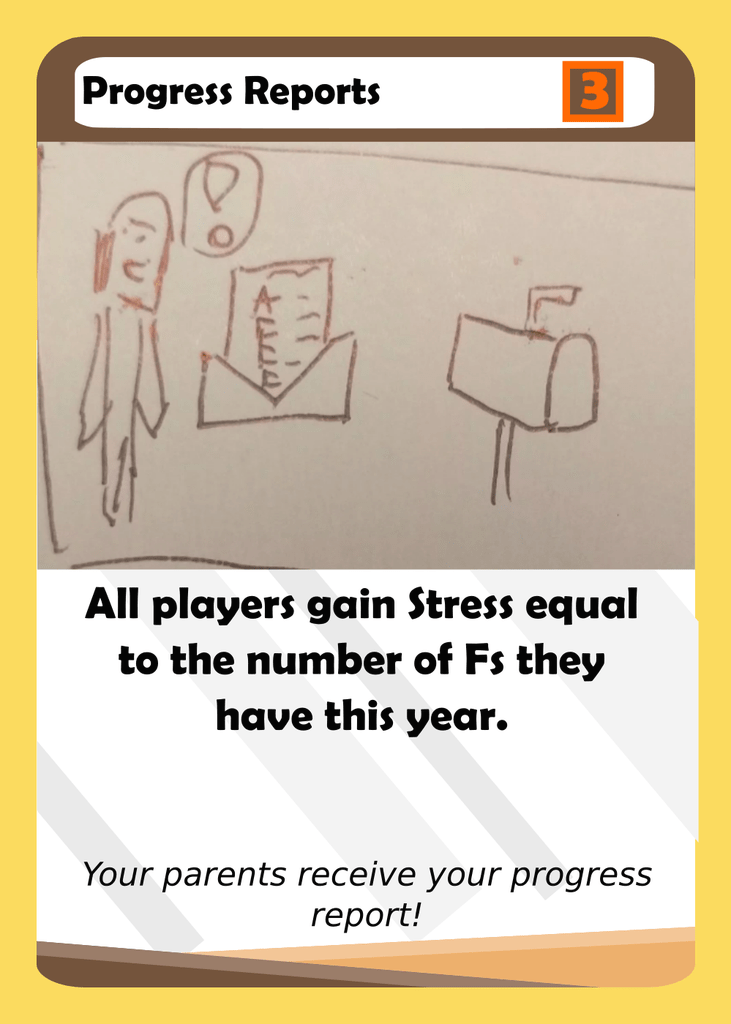 Progress Reports
3
!
A
E
E
E
All players gain Stress equal
to the number of Fs they
have this year.
Your parents receive your progress
report!